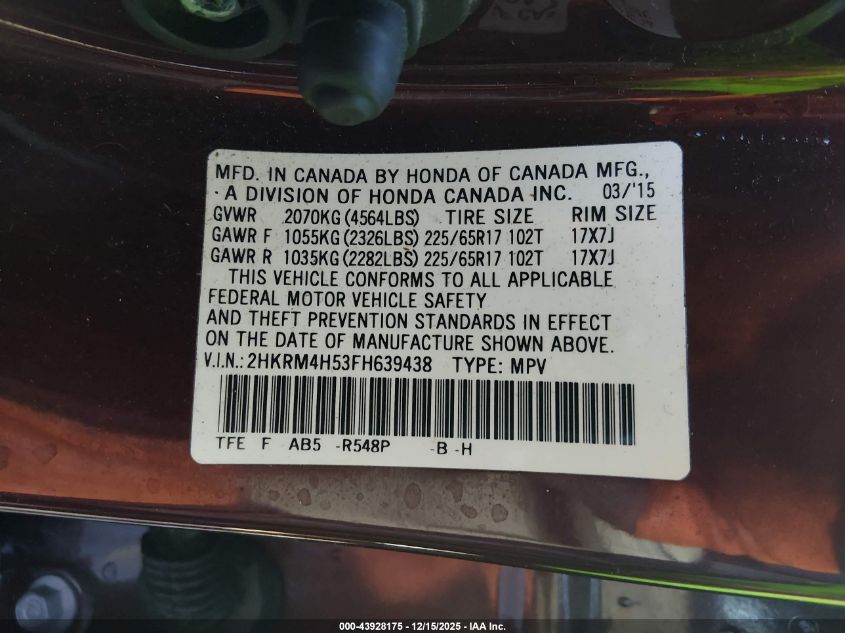 MFD. IN CANADA BY HONDA OF CANADA MFG.,
A DIVISION OF HONDA CANADA INC. 03/'15
GVWR 2070KG (4564LBS) TIRE SIZE RIM SIZE
GAWR F 1055KG (2326LBS) 225/65R17 102T 17X7J
GAWR R 1035KG (2282LBS) 225/65R17 102T 17X7J
THIS VEHICLE CONFORMS TO ALL APPLICABLE
FEDERAL MOTOR VEHICLE SAFETY
AND THEFT PREVENTION STANDARDS IN EFFECT
ON THE DATE OF MANUFACTURE SHOWN ABOVE.
V.I.N.: 2HKRM4H53FH639438 TYPE: MPV
TFE F AB5 -R548P -B -H
000-43928175 - 12/15/2025 - IAA Inc.